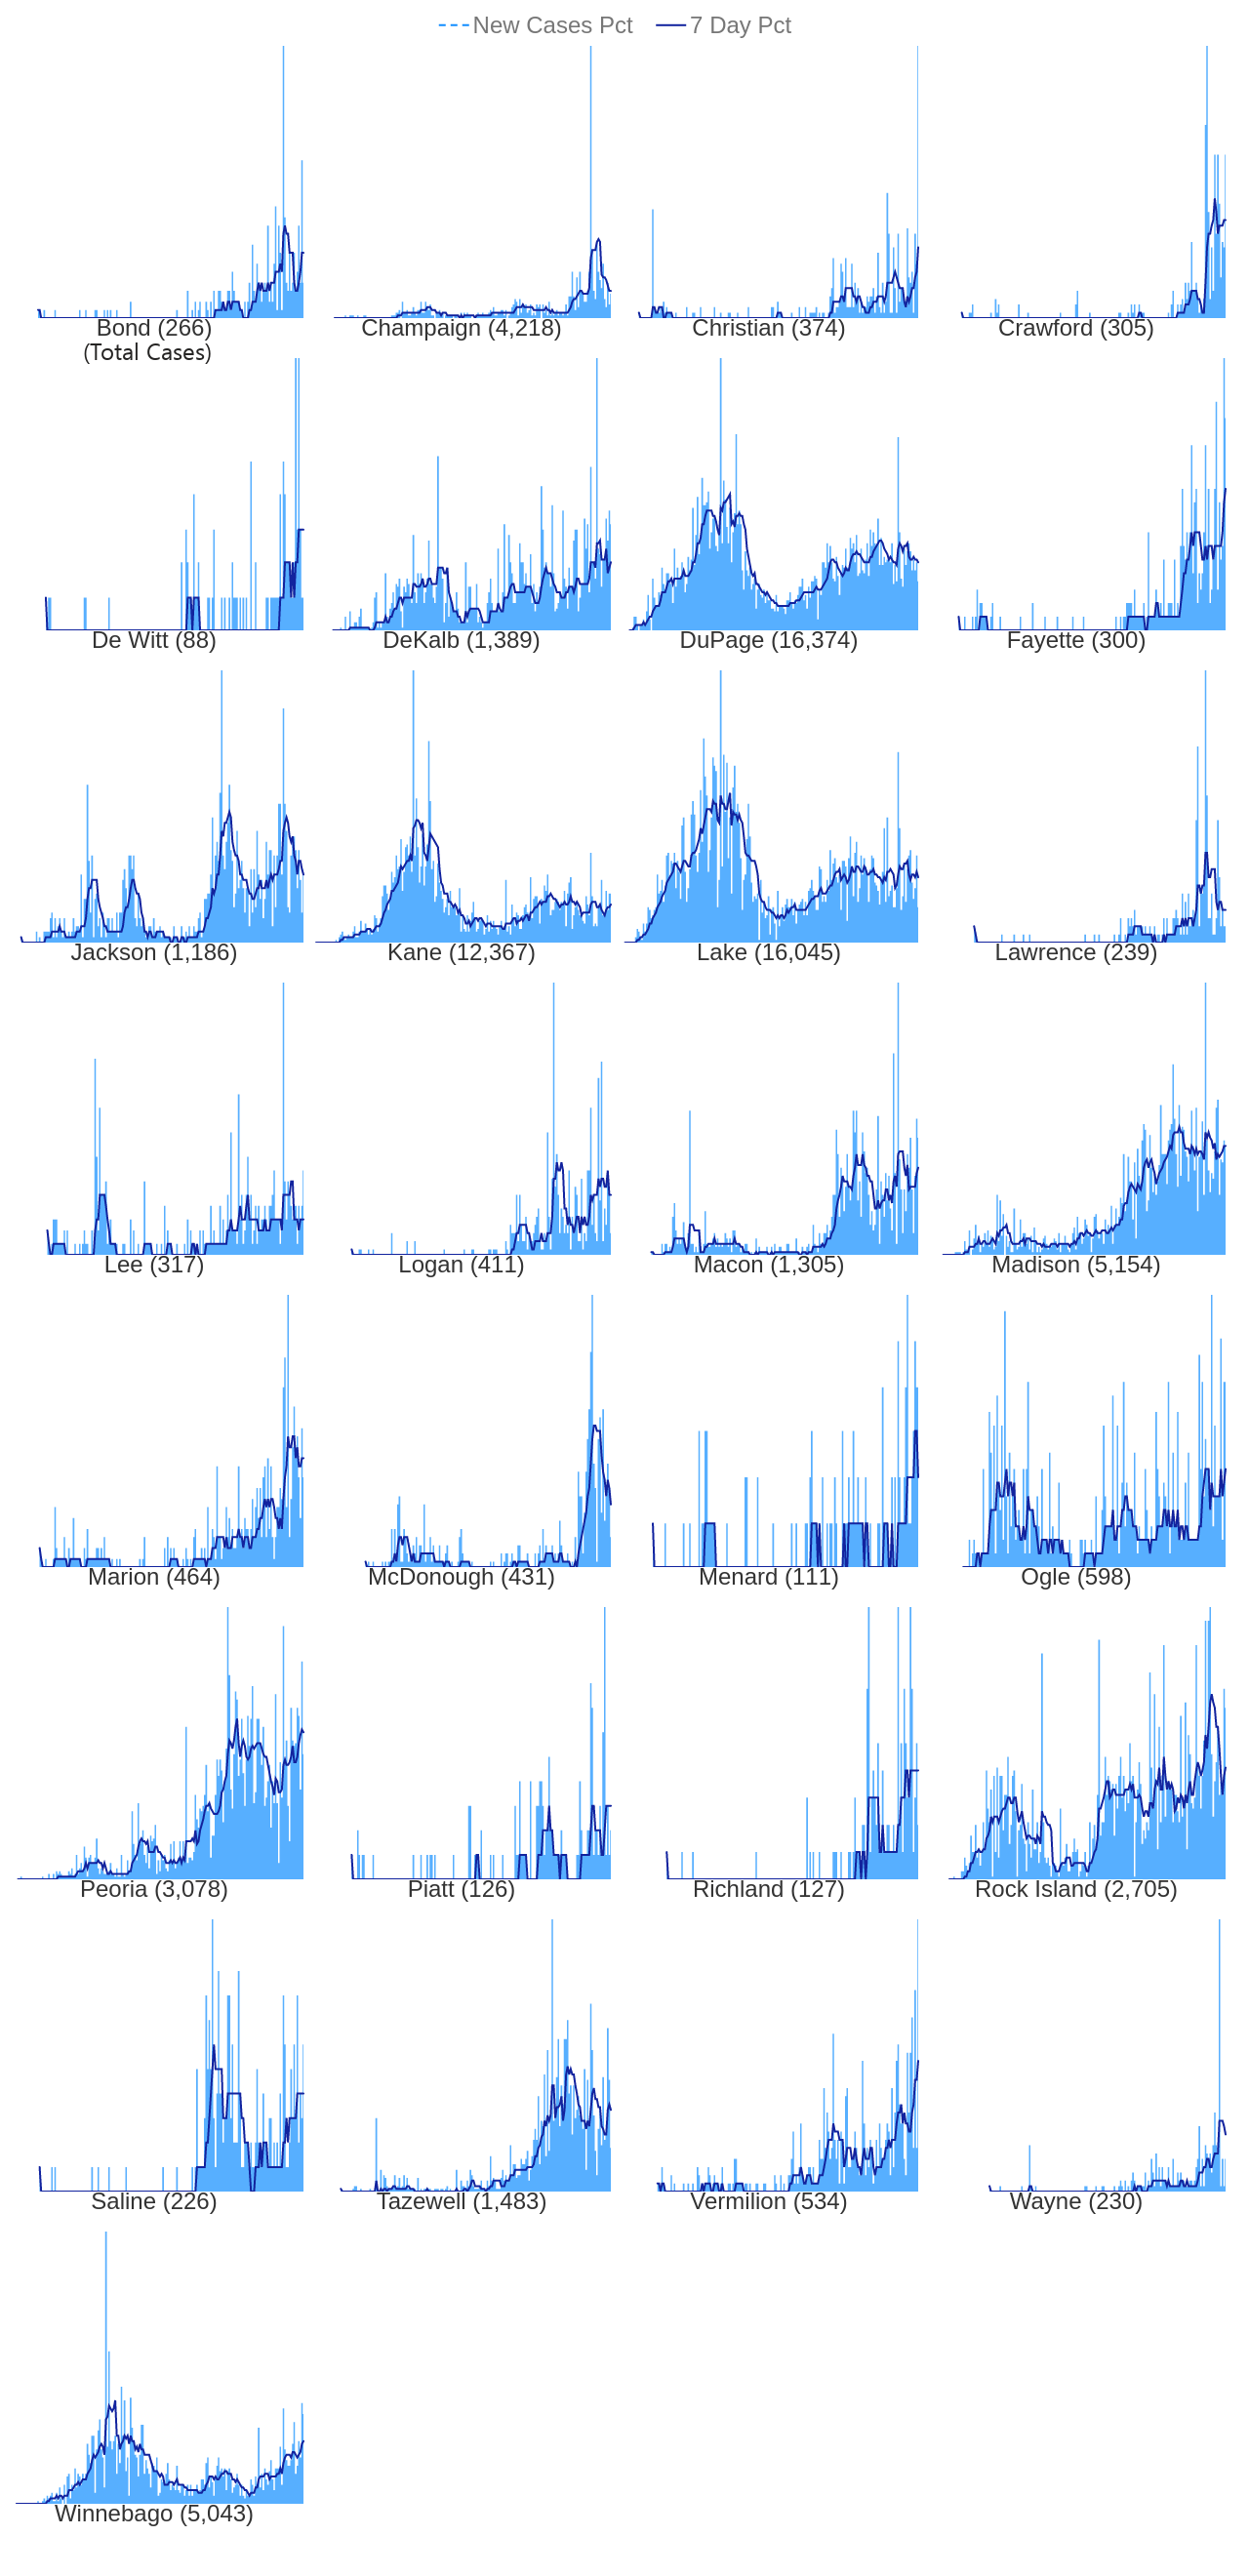 New Cases Pct 7 Day Pct
Bond (266) Champaign (4,218) Christian (374) Crawford (305)
(Total Cases)
De Witt (88) DeKalb (1,389) DuPage (16,374) Fayette (300)
Jackson (1,186) Kane (12,367) Lake (16,045) Lawrence (239)
Lee (317) Logan (411) Macon (1,305) Madison (5,154)
Marion (464) McDonough (431) Menard (111) Ogle (598)
Peoria (3,078) Piatt (126) Richland (127) Rock Island (2,705)
Saline (226) Tazewell (1,483) Vermilion (534) Wayne (230)
Winnebago (5,043)